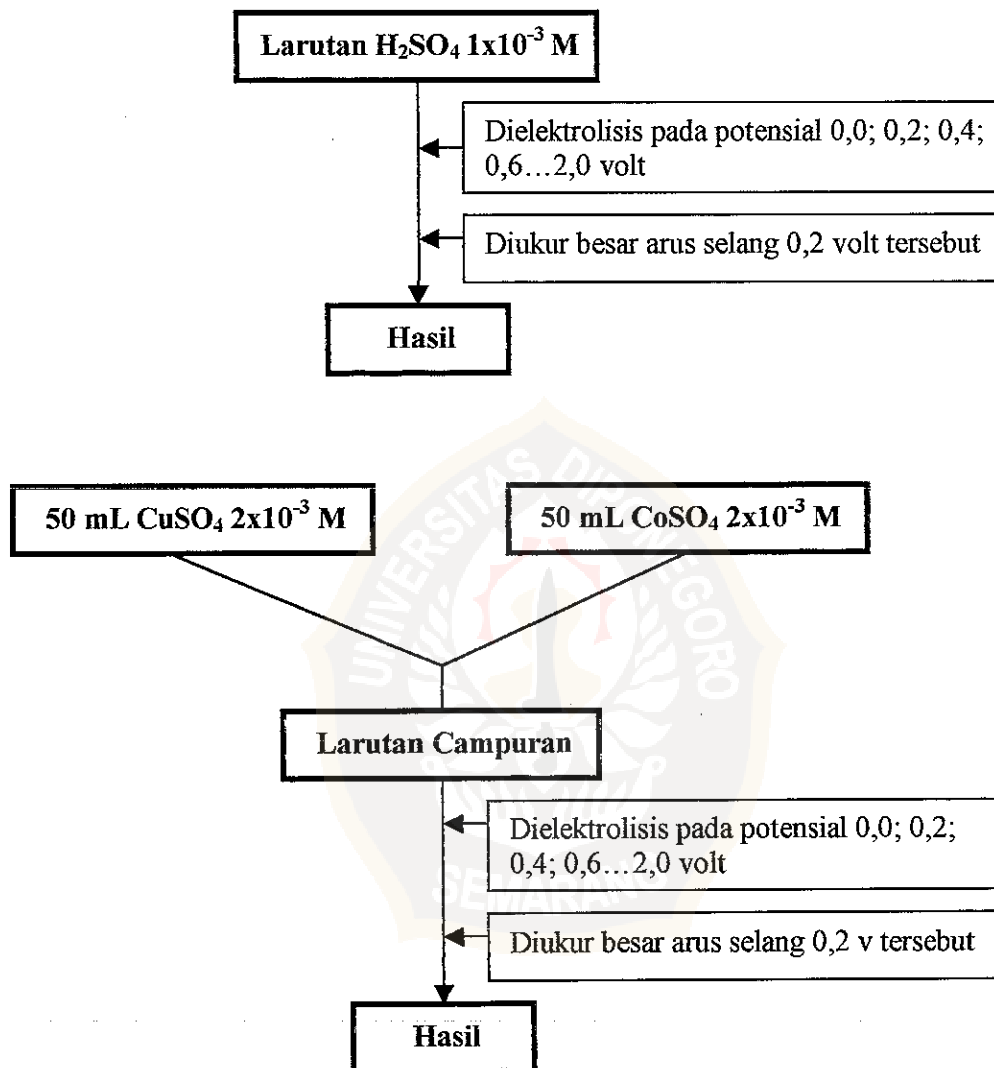 Larutan H₂SO₄ 1x10⁻³ M
Dielektrolisis pada potensial 0,0; 0,2; 0,4;
0,6...2,0 volt
Diukur besar arus selang 0,2 volt tersebut
Hasil
50 mL CuSO₄ 2x10⁻³ M
50 mL CoSO₄ 2x10⁻³ M
UNIVERSITAS DIPONEGORO
Larutan Campuran
Dielektrolisis pada potensial 0,0; 0,2;
0,4; 0,6...2,0 volt
SEMARANG
Diukur besar arus selang 0,2 v tersebut
Hasil